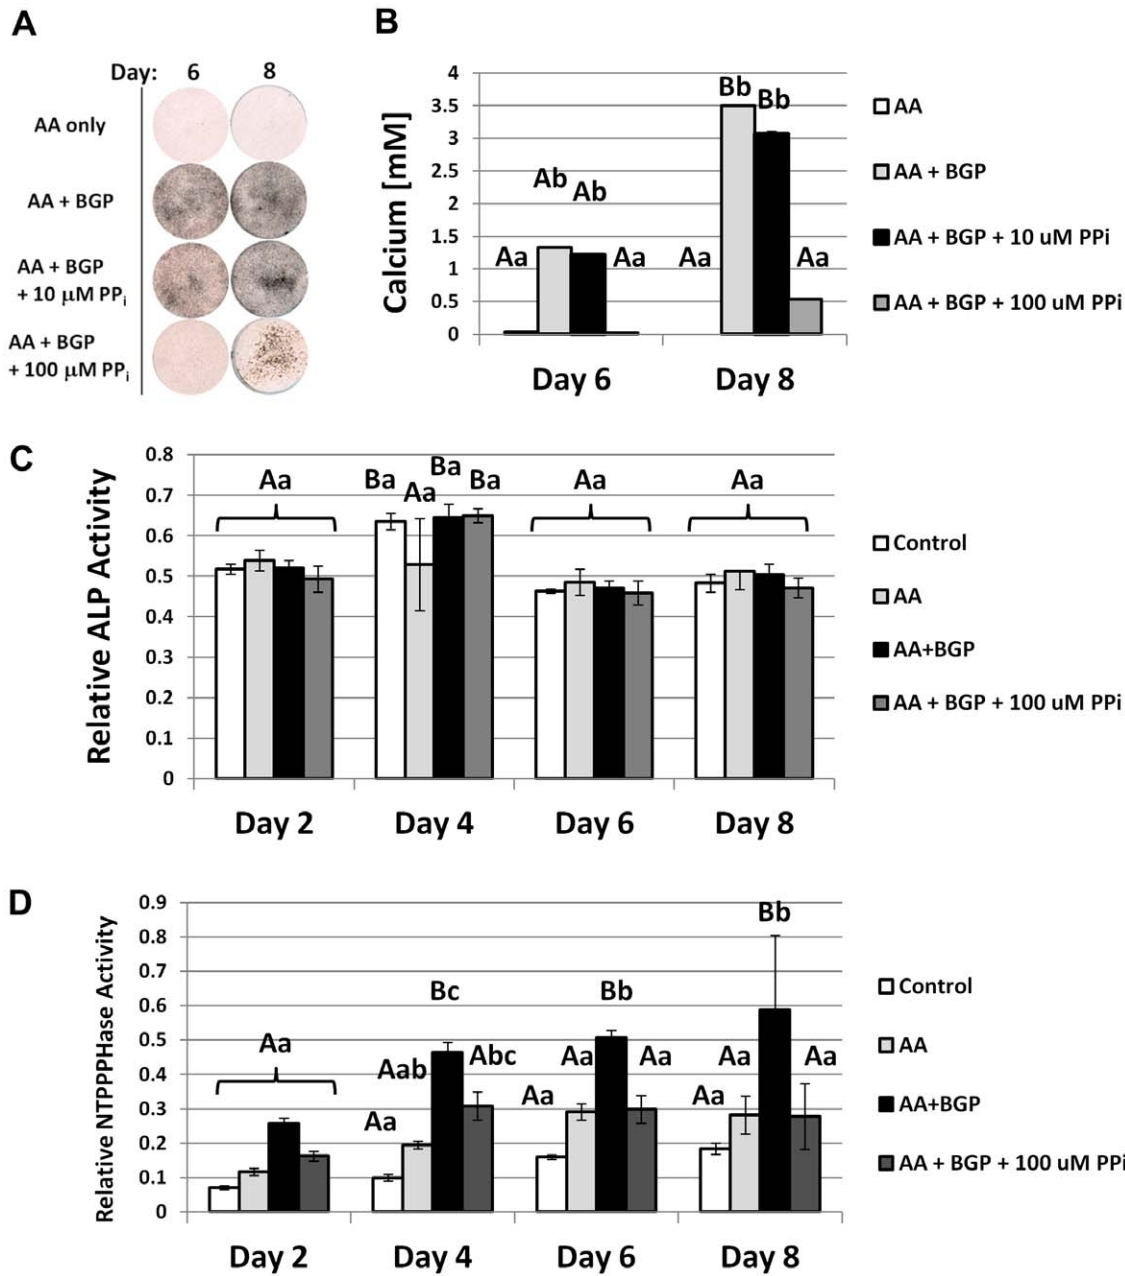 A
Day: 6 8
AA only
AA + BGP
AA + BGP
+ 10 μM PPi
AA + BGP
+ 100 μM PPi
B
Calcium [mM]
4
3.5
3
2.5
2
1.5
1
0.5
0
Aa Ab Ab Aa Aa Bb Bb Aa
Day 6 Day 8
AA
AA + BGP
AA + BGP + 10 uM PPi
AA + BGP + 100 uM PPi
C
Relative ALP Activity
0.8
0.7
0.6
0.5
0.4
0.3
0.2
0.1
0
Aa Ba Aa Ba Ba Aa Aa
Day 2 Day 4 Day 6 Day 8
Control
AA
AA+BGP
AA + BGP + 100 uM PPi
D
Relative NTPPPHase Activity
0.9
0.8
0.7
0.6
0.5
0.4
0.3
0.2
0.1
0
Aa Aa Aab Bc Abc Aa Aa Bb Aa Aa Aa Bb Aa
Day 2 Day 4 Day 6 Day 8
Control
AA
AA+BGP
AA + BGP + 100 uM PPi